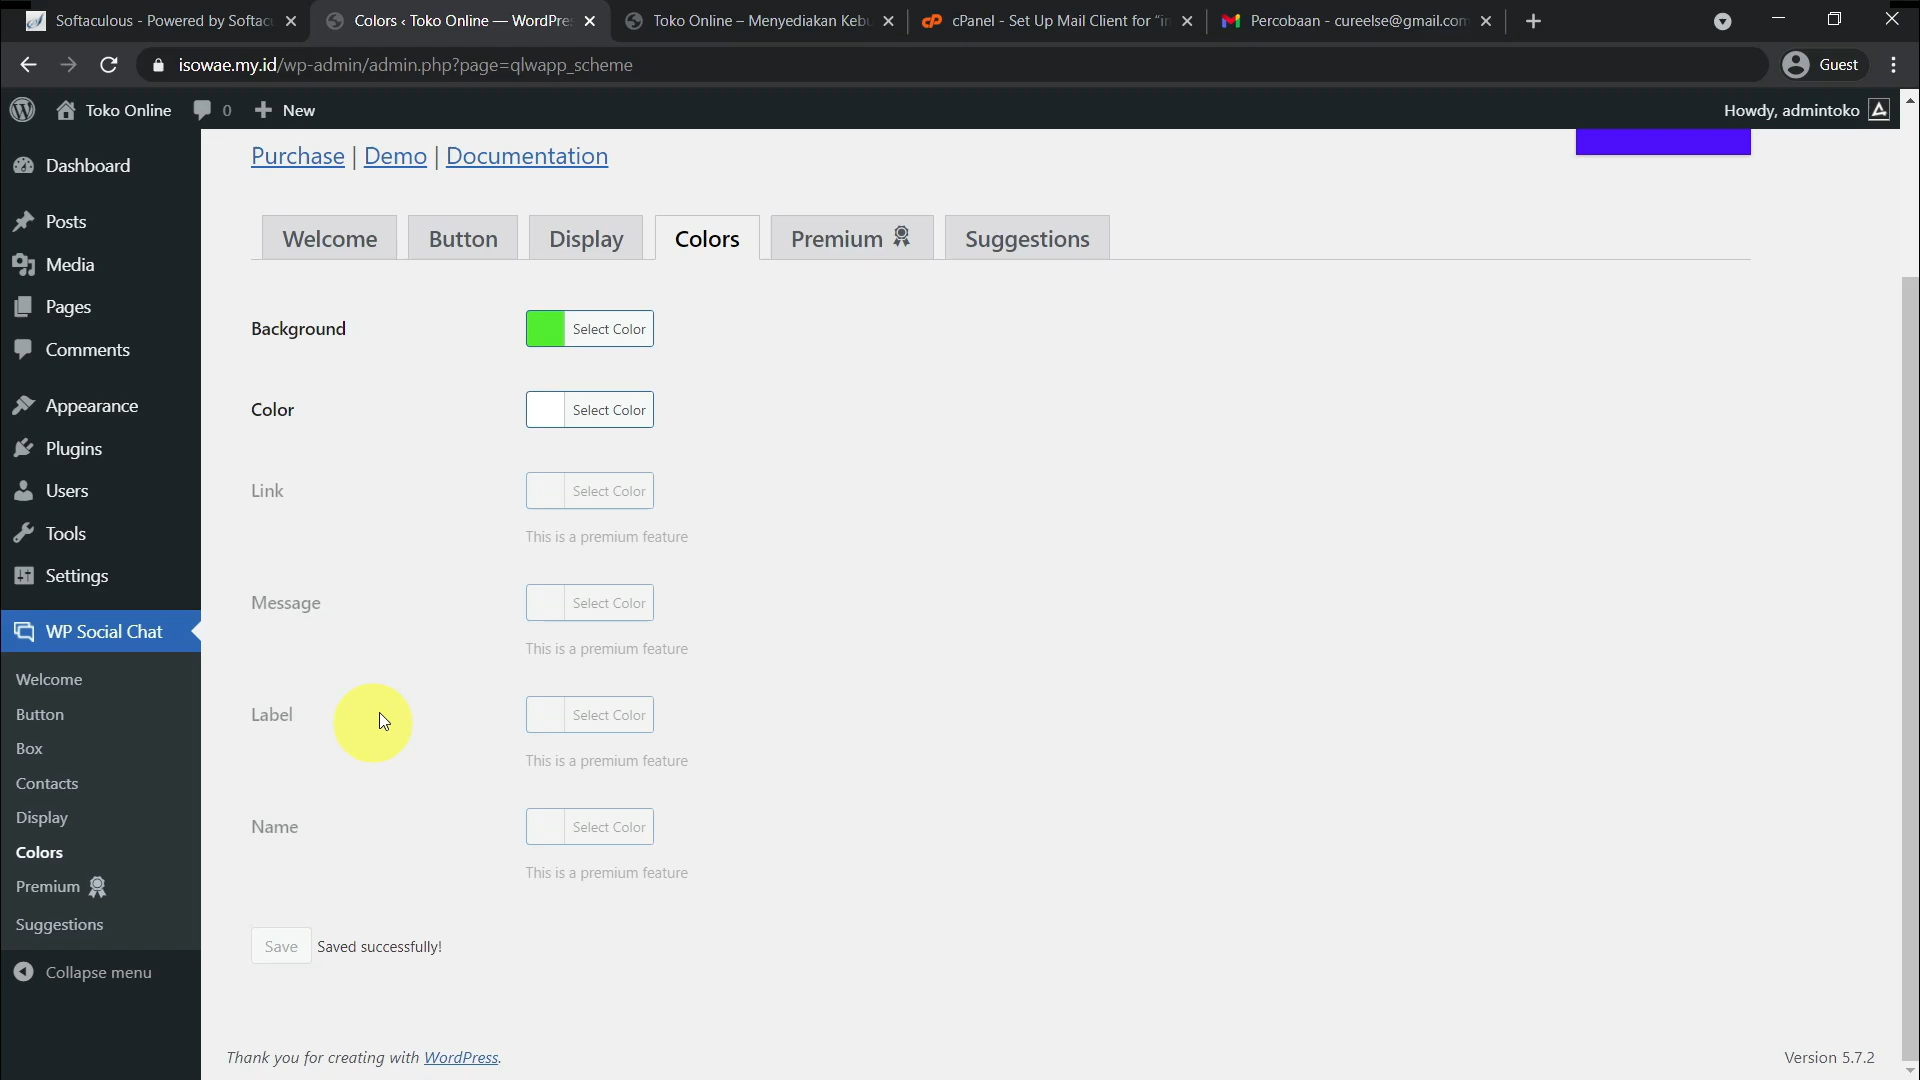 Softaculous - Powered by Softac
Colors ‹ Toko Online — WordPre
Toko Online – Menyediakan Kebu
cPanel - Set Up Mail Client for “in
Percobaan - cureelse@gmail.com
isowae.my.id/wp-admin/admin.php?page=qlwapp_scheme
Guest
Toko Online
0
New
Howdy, admintoko
Dashboard
Posts
Media
Pages
Comments
Appearance
Plugins
Users
Tools
Settings
WP Social Chat
Welcome
Button
Box
Contacts
Display
Colors
Premium
Suggestions
Collapse menu
Purchase | Demo | Documentation
Welcome Button Display Colors Premium Suggestions
Background Select Color
Color Select Color
Link Select Color
This is a premium feature
Message Select Color
This is a premium feature
Label Select Color
This is a premium feature
Name Select Color
This is a premium feature
Save Saved successfully!
Thank you for creating with WordPress.
Version 5.7.2